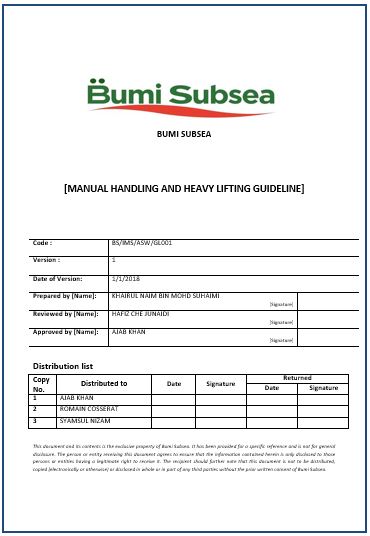 Bumi Subsea
BUMI SUBSEA
[MANUAL HANDLING AND HEAVY LIFTING GUIDELINE]
Code : BS/IMS/ASW/GL001
Version : 1
Date of Version: 1/1/2018
Prepared by [Name]: KHAIRUL NAIM BIN MOHD SUHAIMI
[Signature]
Reviewed by [Name]: HAFIZ CHE JUNAIDI
[Signature]
Approved by [Name]: AJAB KHAN
[Signature]
Distribution list
Copy No. Distributed to Date Signature Returned
Date Signature
1 AJAB KHAN
2 ROMAIN COSSERAT
3 SYAMSUL NIZAM
This document and its contents is the exclusive property of Bumi Subsea. It has been provided for a specific reference and is not for general
disclosure. The person or entity receiving this document agrees to ensure that the information contained herein is only disclosed to those
persons or entities having a legitimate right to receive it. The recipient should further note that this document is not to be distributed,
copied [electronically or otherwise] or disclosed in whole or in part of any third parties without the prior written consent of Bumi Subsea.